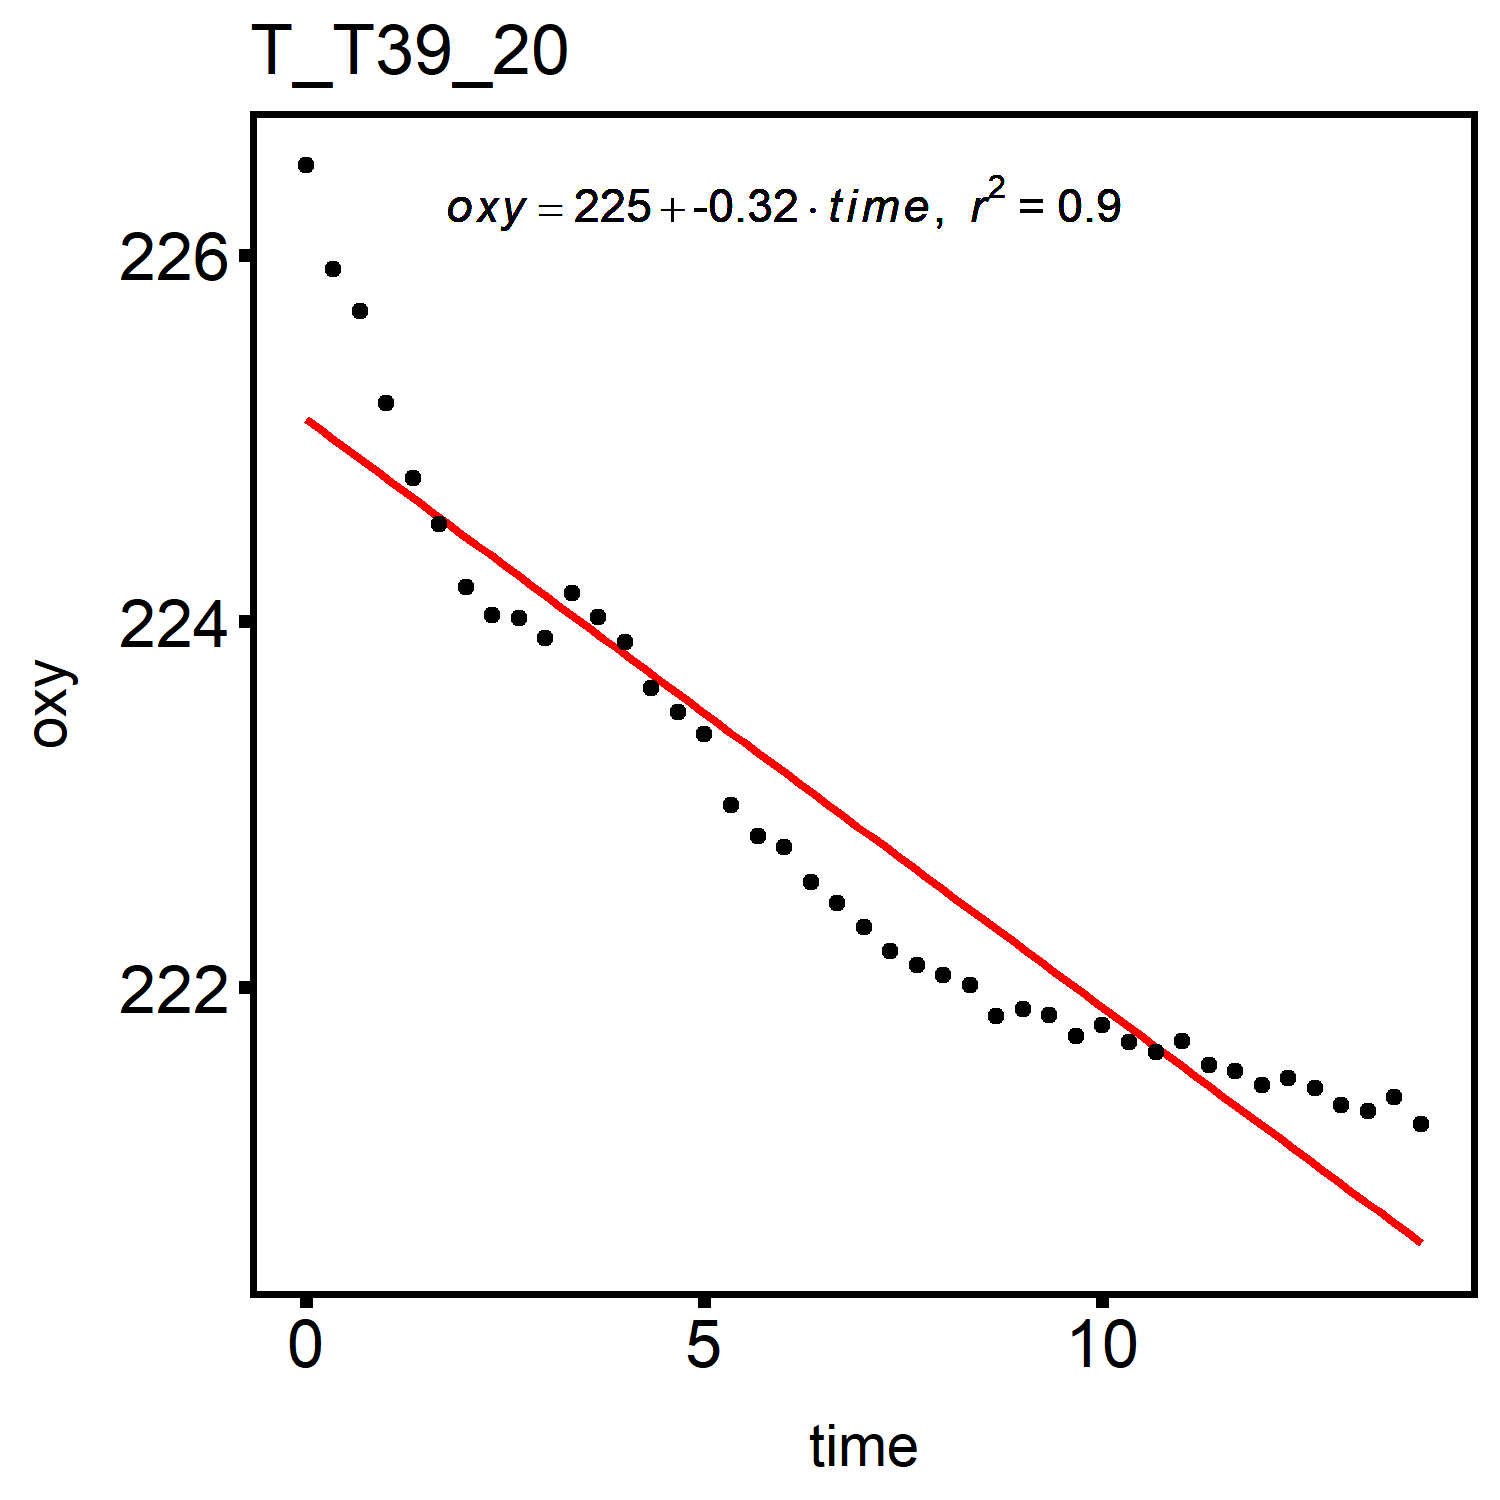 T_T39_20
oxy = 225 + -0.32 · time, r² = 0.9
226
224
222
oxy
0 5 10
time